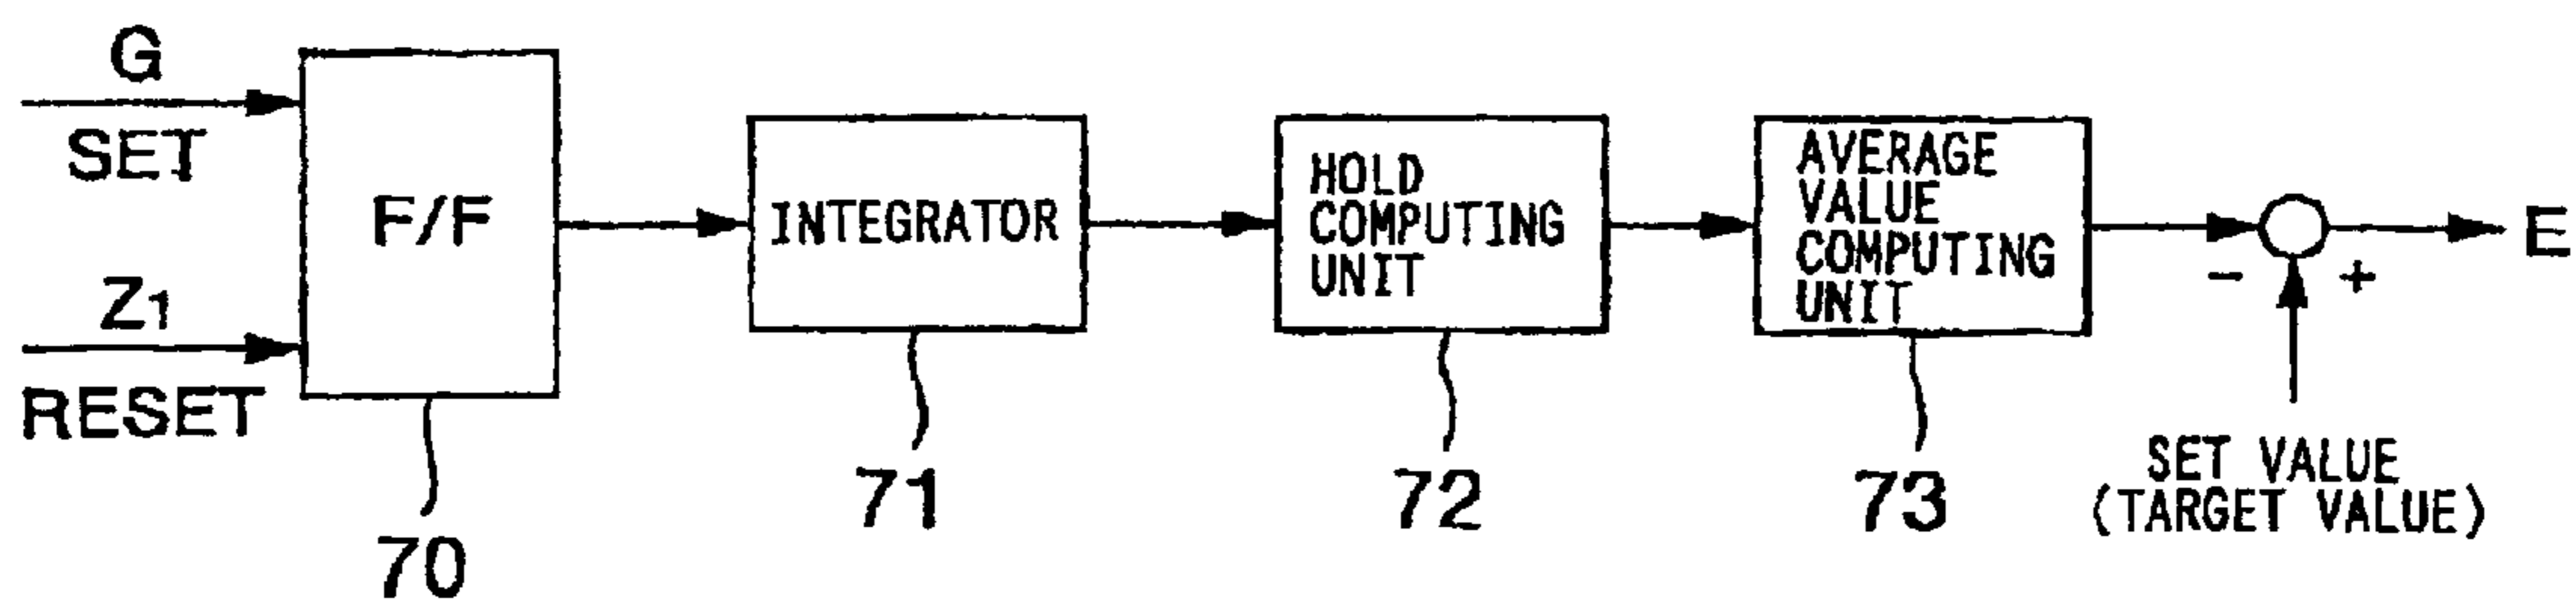 G
SET
F/F
Z1
RESET
70
INTEGRATOR
71
HOLD
COMPUTING
UNIT
72
AVERAGE
VALUE
COMPUTING
UNIT
73
−
+
E
SET VALUE
(TARGET VALUE)